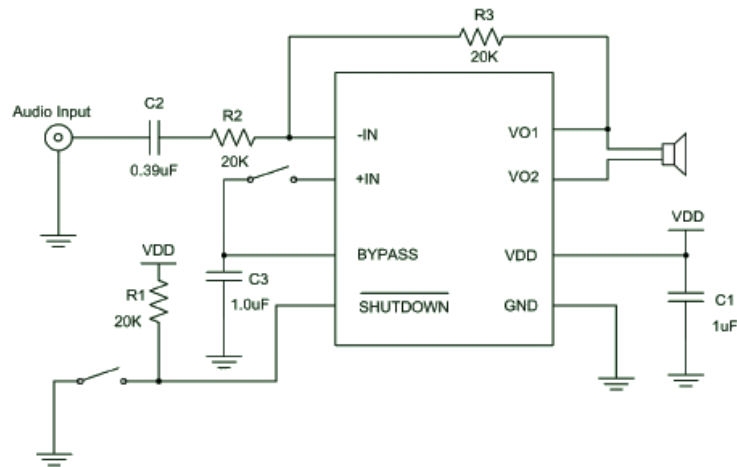 R3
20K
Audio Input
C2
R2
0.39uF
20K
-IN
VO1
+IN
VO2
VDD
BYPASS
VDD
VDD
C3
1.0uF
R1
20K
SHUTDOWN
GND
C1
1uF